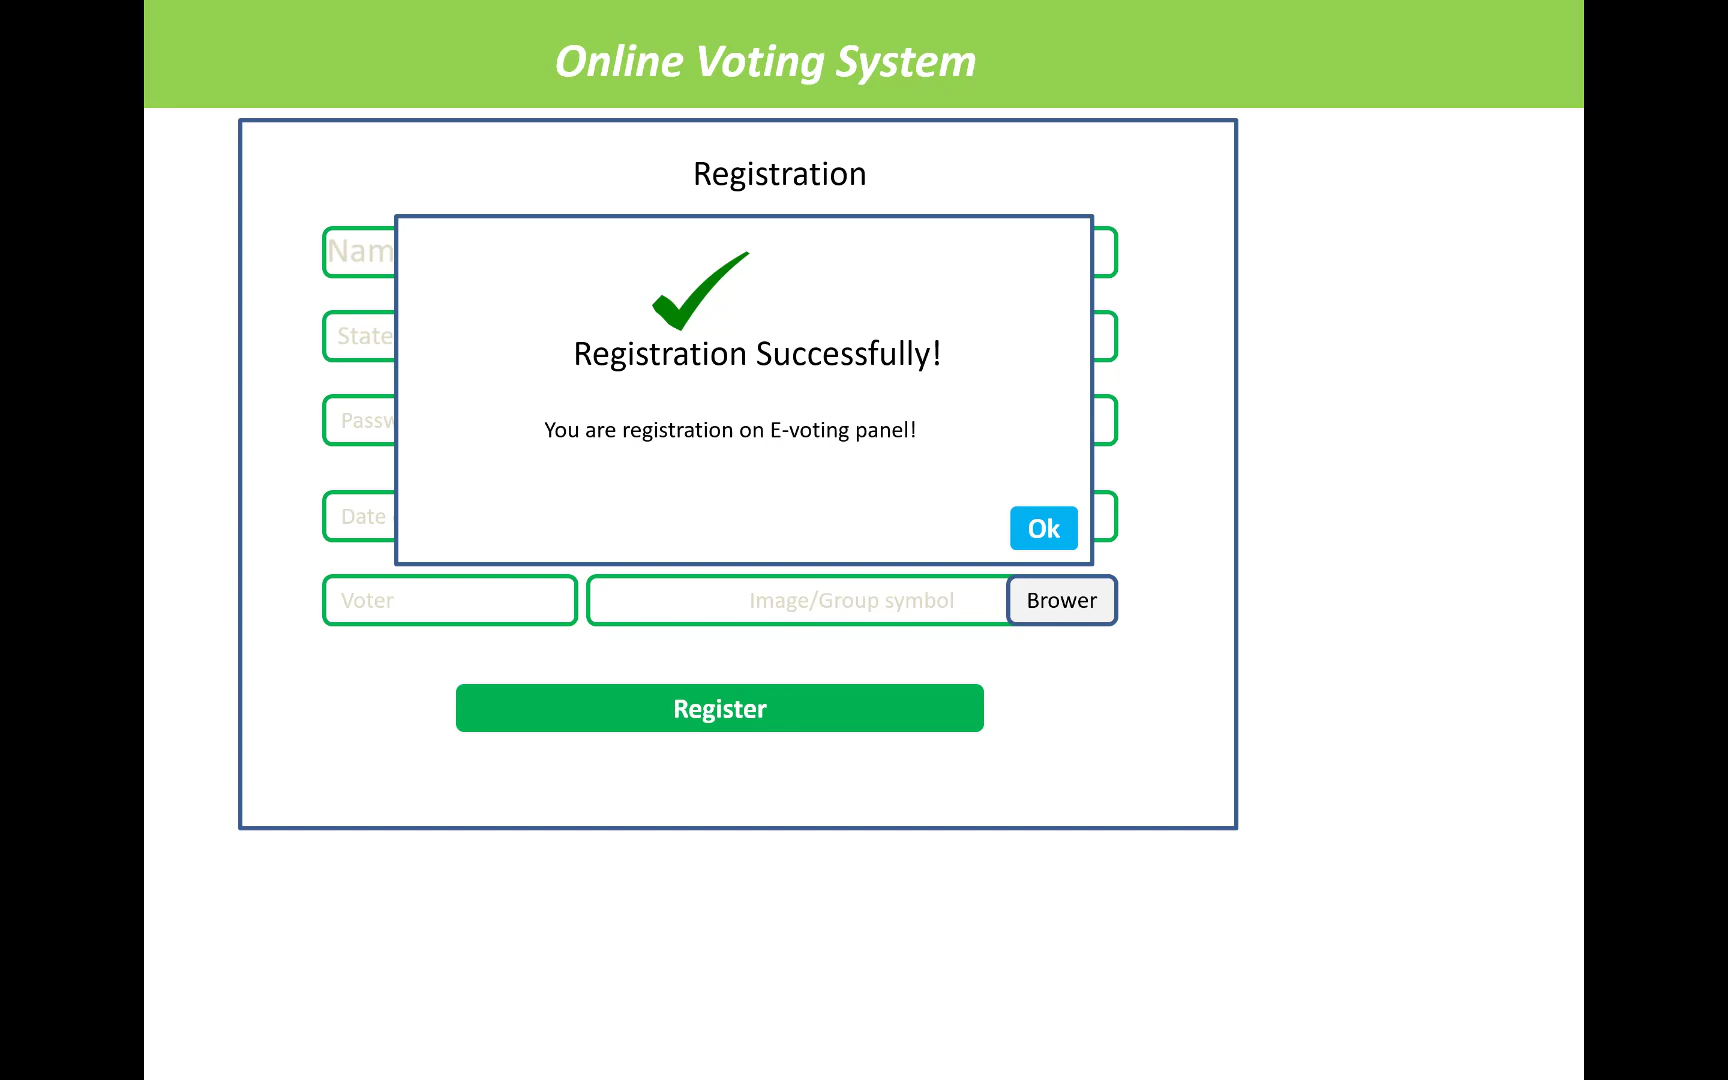 Online Voting System
Registration
Nam
State
Passw
Date
Registration Successfully!
You are registration on E-voting panel!
Ok
Voter
Image/Group symbol
Brower
Register